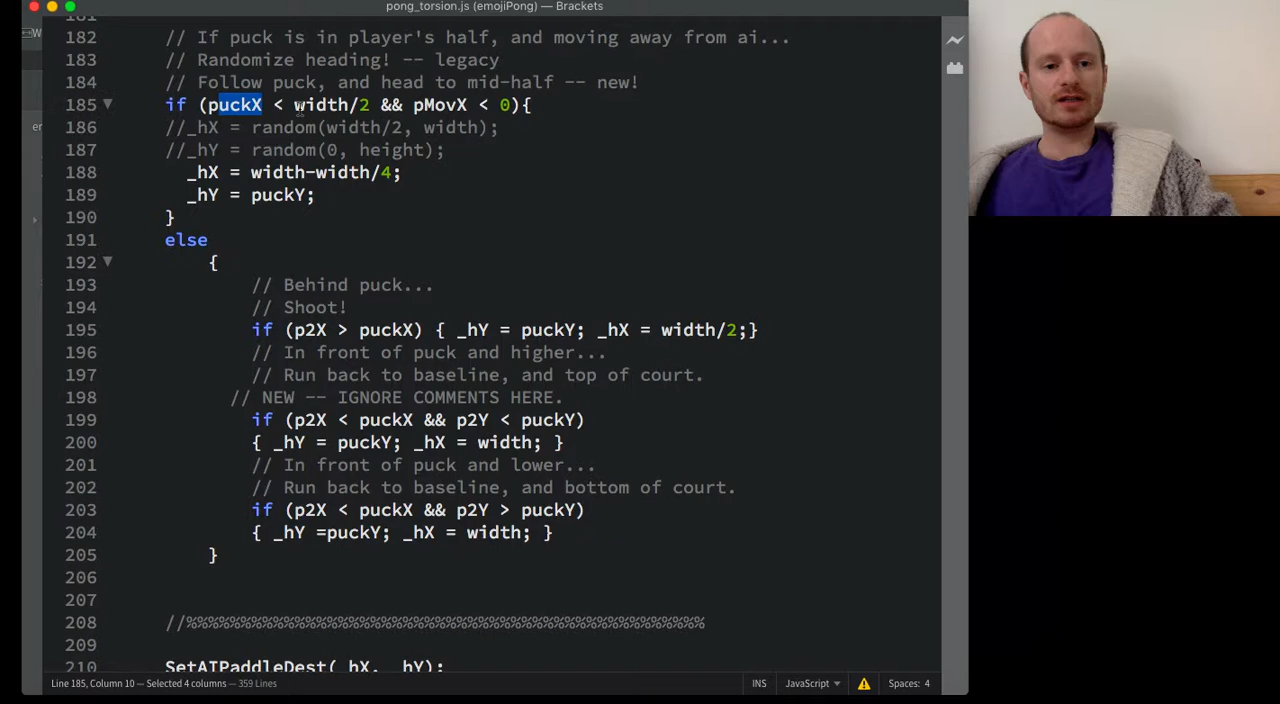 pong_torsion.js (emojiPong) — Brackets
W
er
181
182 // If puck is in player's half, and moving away from ai...
183 // Randomize heading! -- legacy
184 // Follow puck, and head to mid-half -- new!
185 if (puckX < width/2 && pMovX < 0){
186 //_hX = random(width/2, width);
187 //_hY = random(0, height);
188 _hX = width-width/4;
189 _hY = puckY;
190 }
191 else
192 {
193 // Behind puck...
194 // Shoot!
195 if (p2X > puckX) { _hY = puckY; _hX = width/2;}
196 // In front of puck and higher...
197 // Run back to baseline, and top of court.
198 // NEW -- IGNORE COMMENTS HERE.
199 if (p2X < puckX && p2Y < puckY)
200 { _hY = puckY; _hX = width; }
201 // In front of puck and lower...
202 // Run back to baseline, and bottom of court.
203 if (p2X < puckX && p2Y > puckY)
204 { _hY =puckY; _hX = width; }
205 }
206
207
208 //%%%%%%%%%%%%%%%%%%%%%%%%%%%%%%%%%%%%%%%%%%%%%%%%
209
210 SetAIPaddleDest(_hX, _hY);
Line 185, Column 10 — Selected 4 columns — 359 Lines
INS JavaScript Spaces: 4